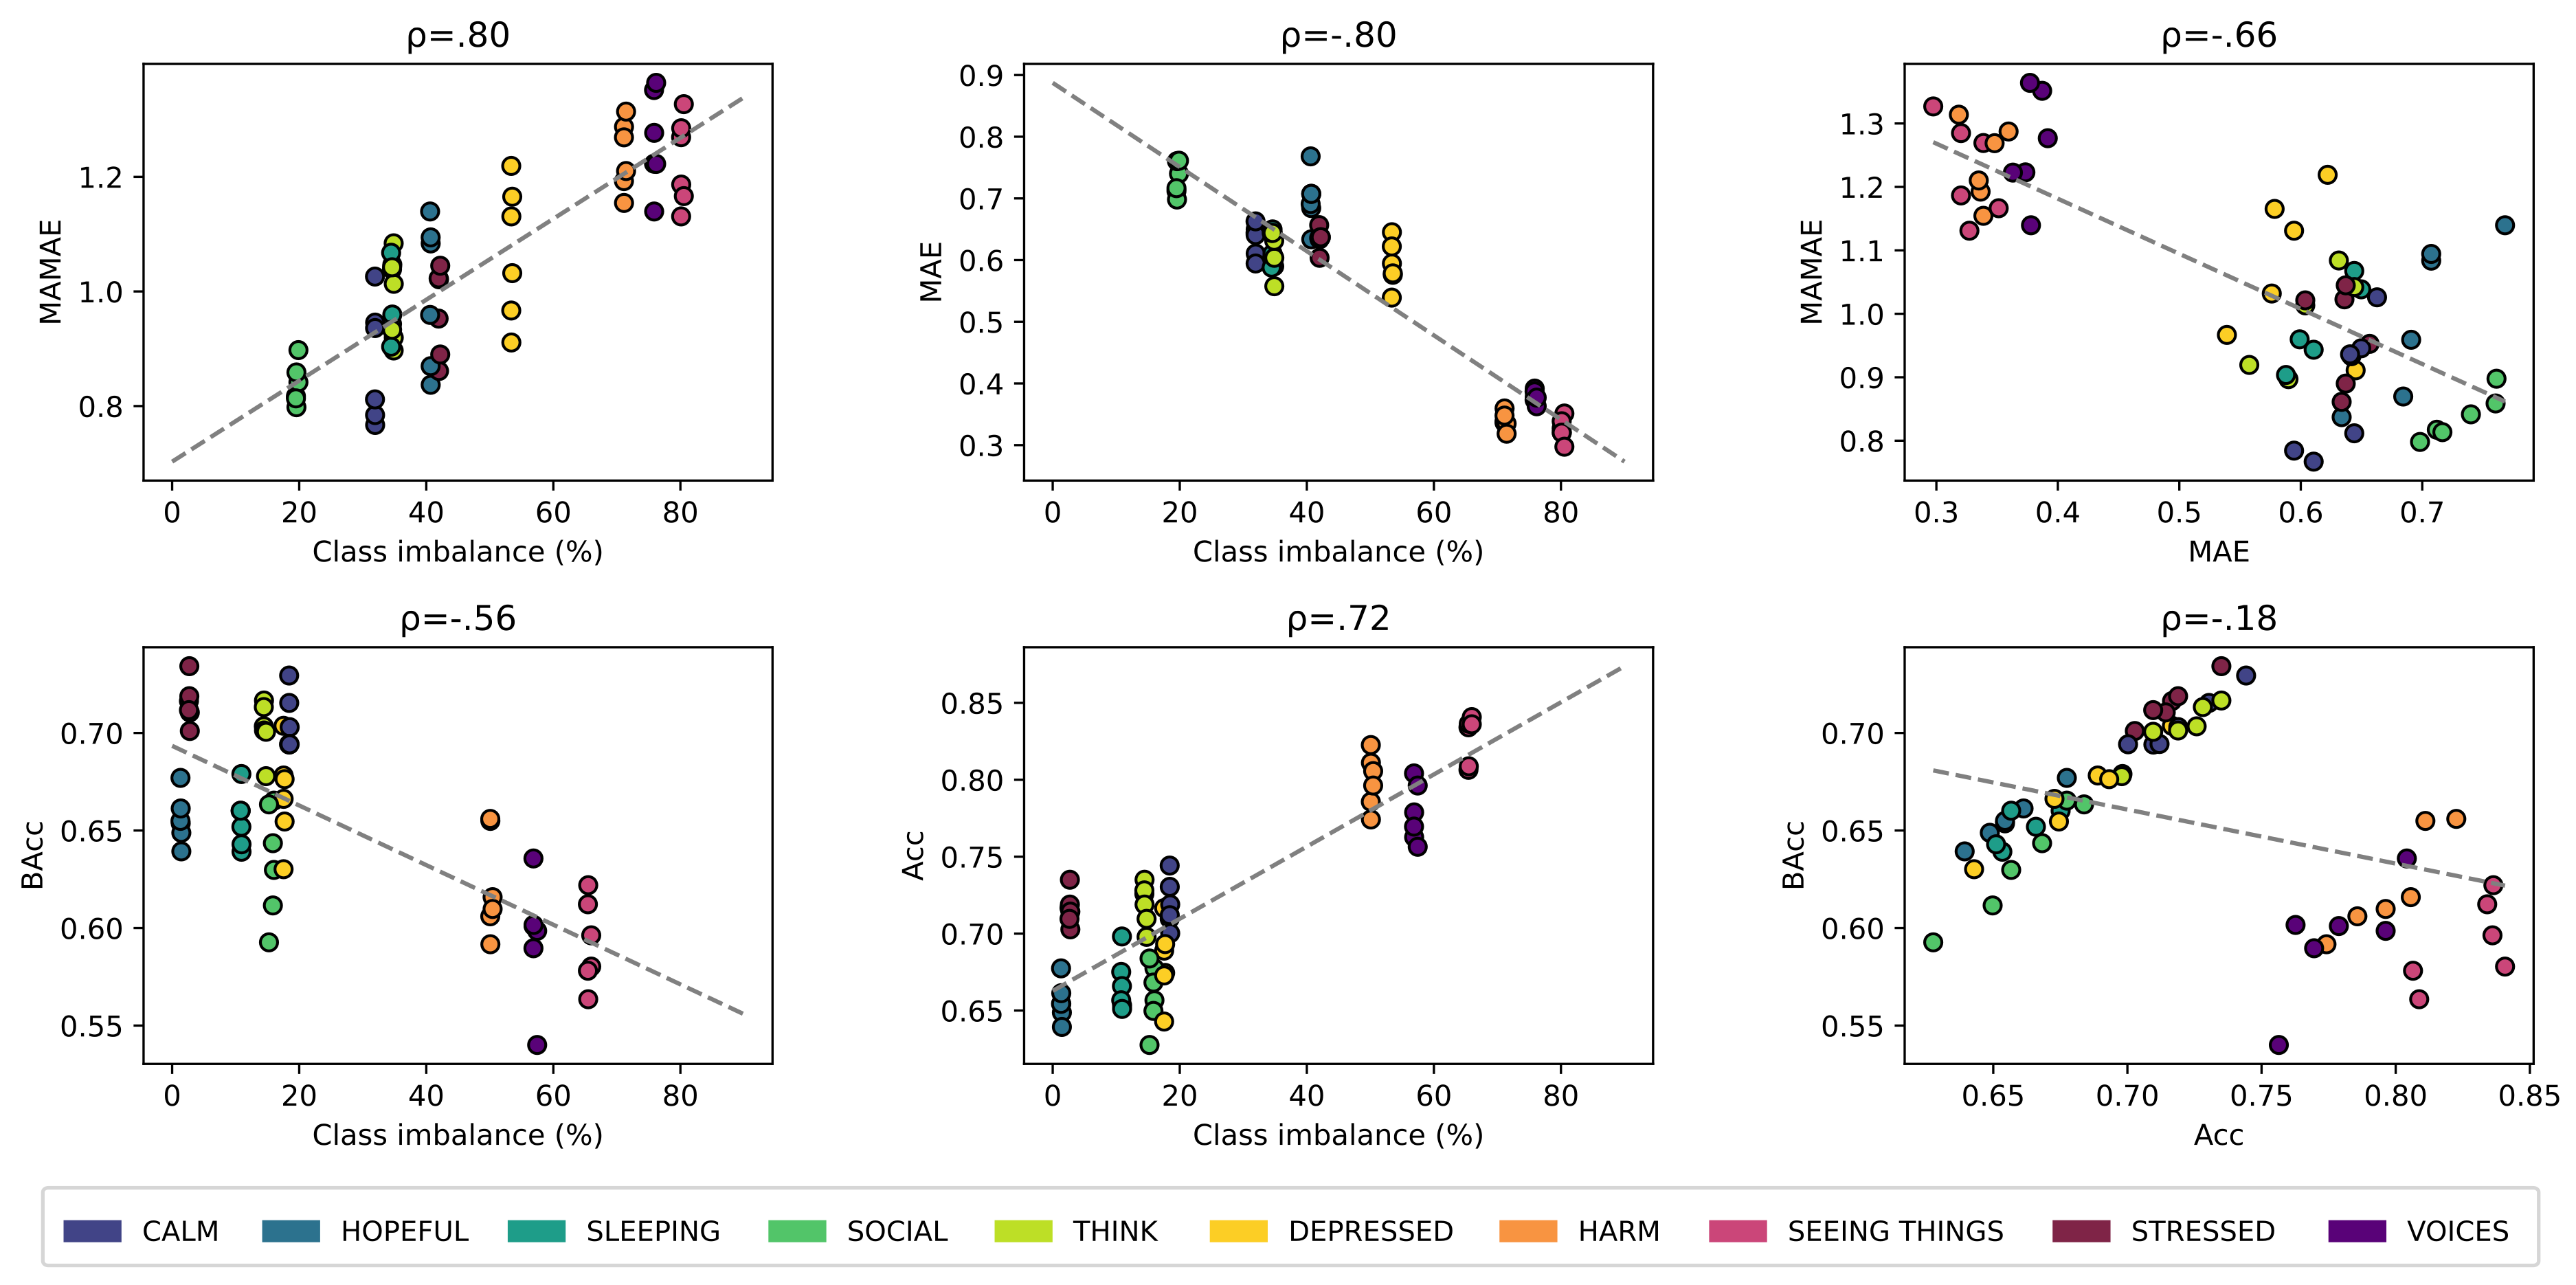 ρ=.80
MAMAE
1.2
1.0
0.8
0 20 40 60 80
Class imbalance (%)
ρ=-.80
MAE
0.9
0.8
0.7
0.6
0.5
0.4
0.3
0 20 40 60 80
Class imbalance (%)
ρ=-.66
MAMAE
1.3
1.2
1.1
1.0
0.9
0.8
0.3 0.4 0.5 0.6 0.7
MAE
ρ=-.56
BAcc
0.70
0.65
0.60
0.55
0 20 40 60 80
Class imbalance (%)
ρ=.72
Acc
0.85
0.80
0.75
0.70
0.65
0 20 40 60 80
Class imbalance (%)
ρ=-.18
BAcc
0.70
0.65
0.60
0.55
0.65 0.70 0.75 0.80 0.85
Acc
CALM HOPEFUL SLEEPING SOCIAL THINK DEPRESSED HARM SEEING THINGS STRESSED VOICES